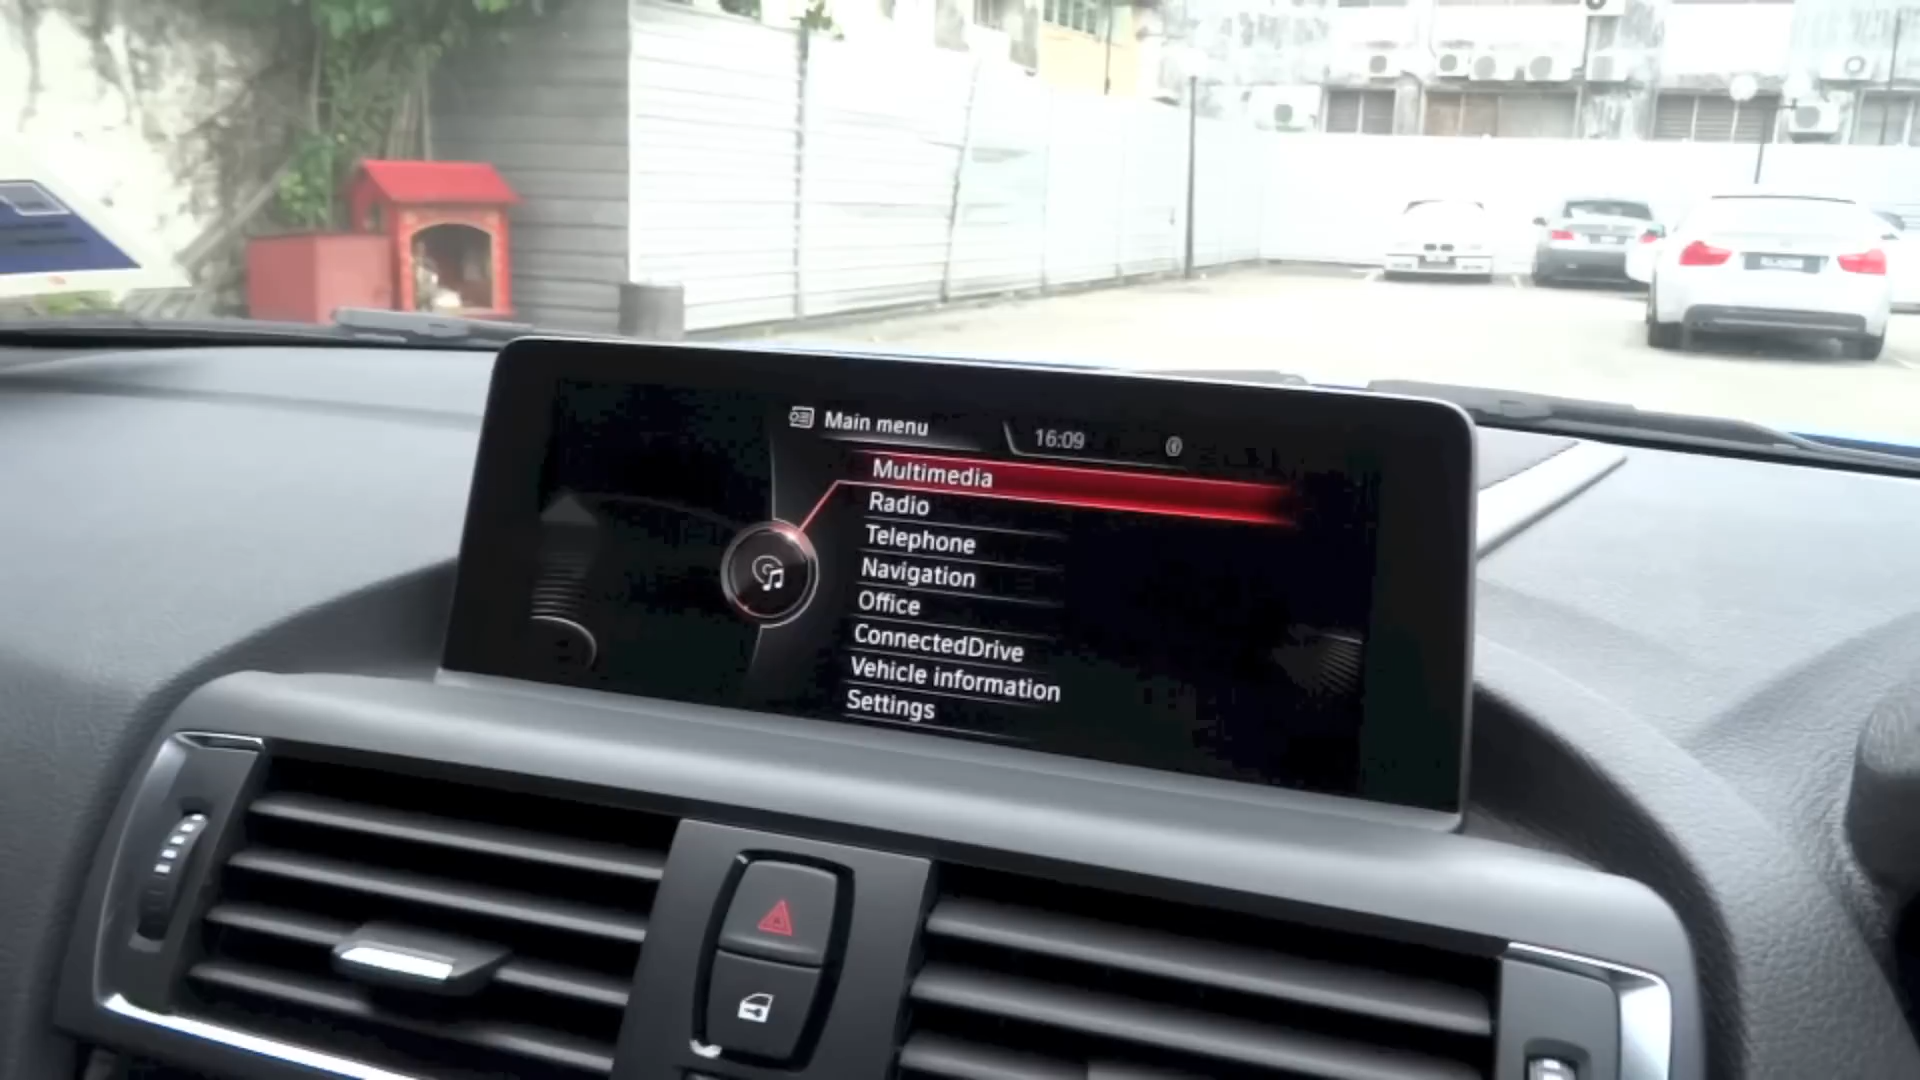 Main menu
16:09
Multimedia
Radio
Telephone
Navigation
Office
ConnectedDrive
Vehicle information
Settings